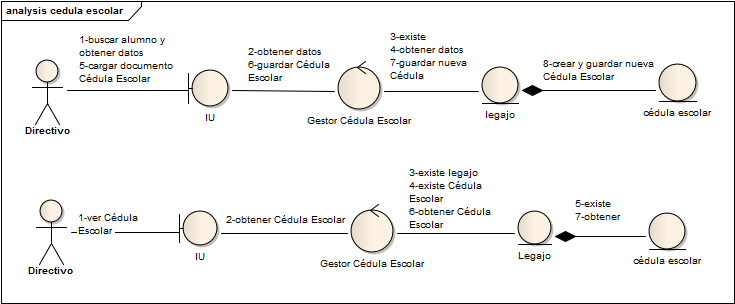 analysis cedula escolar
1-buscar alumno y
obtener datos
5-cargar documento
Cédula Escolar
2-obtener datos
6-guardar Cédula
Escolar
3-existe
4-obtener datos
7-guardar nueva
Cédula
8-crear y guardar nueva
Cédula Escolar
Directivo
IU
Gestor Cédula Escolar
legajo
cédula escolar
1-ver Cédula
Escolar
2-obtener Cédula Escolar
3-existe legajo
4-existe Cédula
Escolar
6-obtener Cédula
Escolar
5-existe
7-obtener
Directivo
IU
Gestor Cédula Escolar
Legajo
cédula escolar